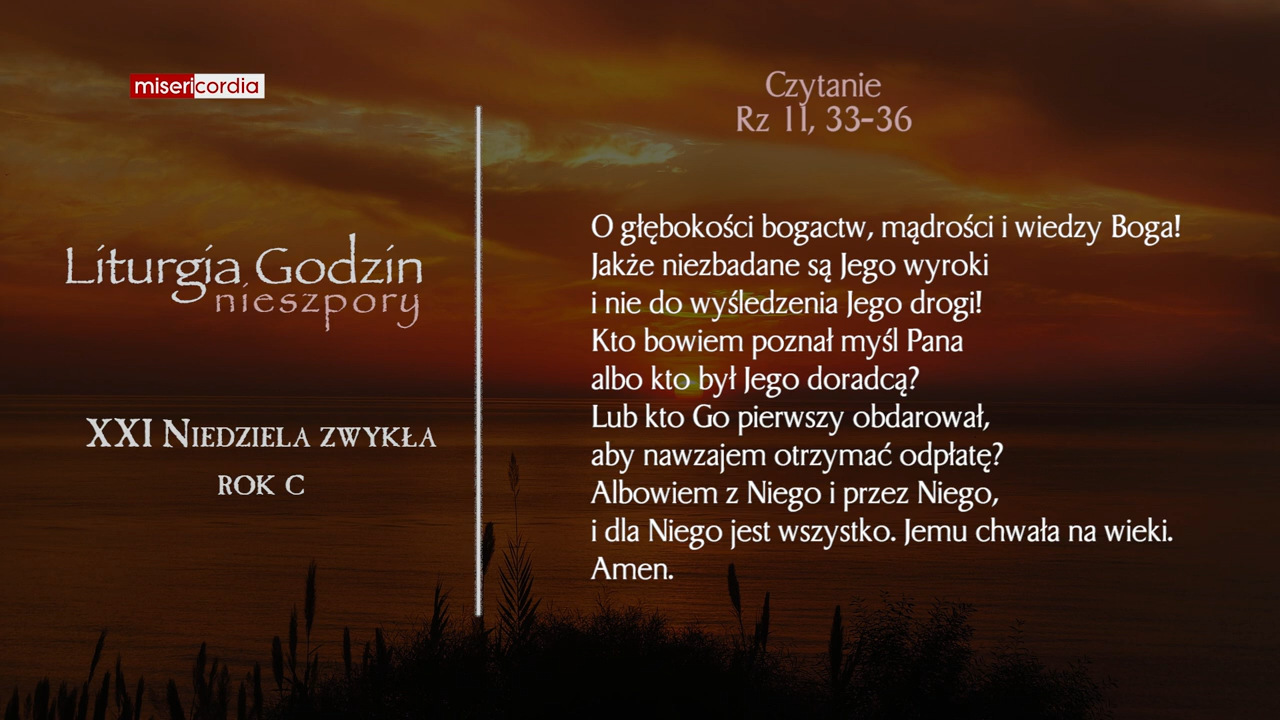 misericordia
Liturgia Godzin
nieszpory
XXI Niedziela zwykła
rok C
Czytanie
Rz 11, 33-36
O głębokości bogactw, mądrości i wiedzy Boga!
Jakże niezbadane są Jego wyroki
i nie do wyśledzenia Jego drogi!
Kto bowiem poznał myśl Pana
albo kto był Jego doradcą?
Lub kto Go pierwszy obdarował,
aby nawzajem otrzymać odpłatę?
Albowiem z Niego i przez Niego,
i dla Niego jest wszystko. Jemu chwała na wieki.
Amen.